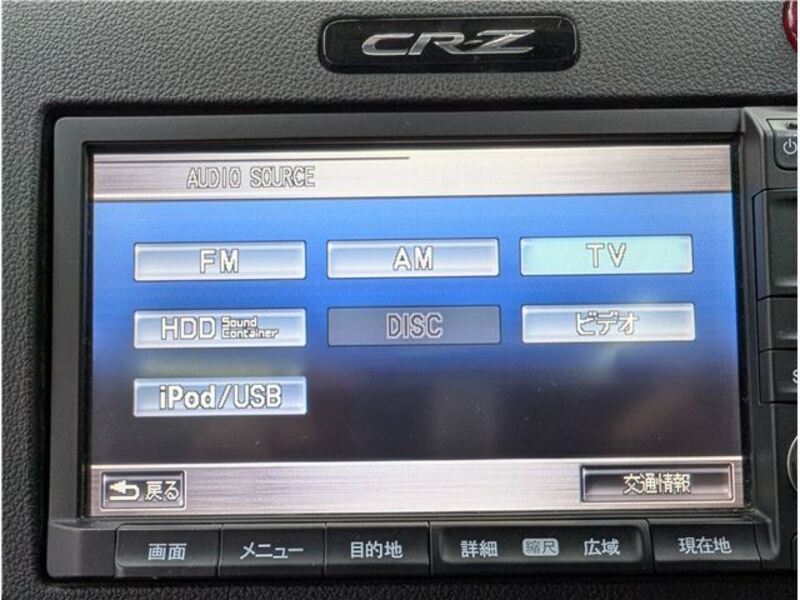 CR-Z
AUDIO SOURCE
FM AM TV
HDD Sound Container DISC ビデオ
iPod/USB
戻る 交通情報
画面 メニュー 目的地 詳細 縮尺 広域 現在地